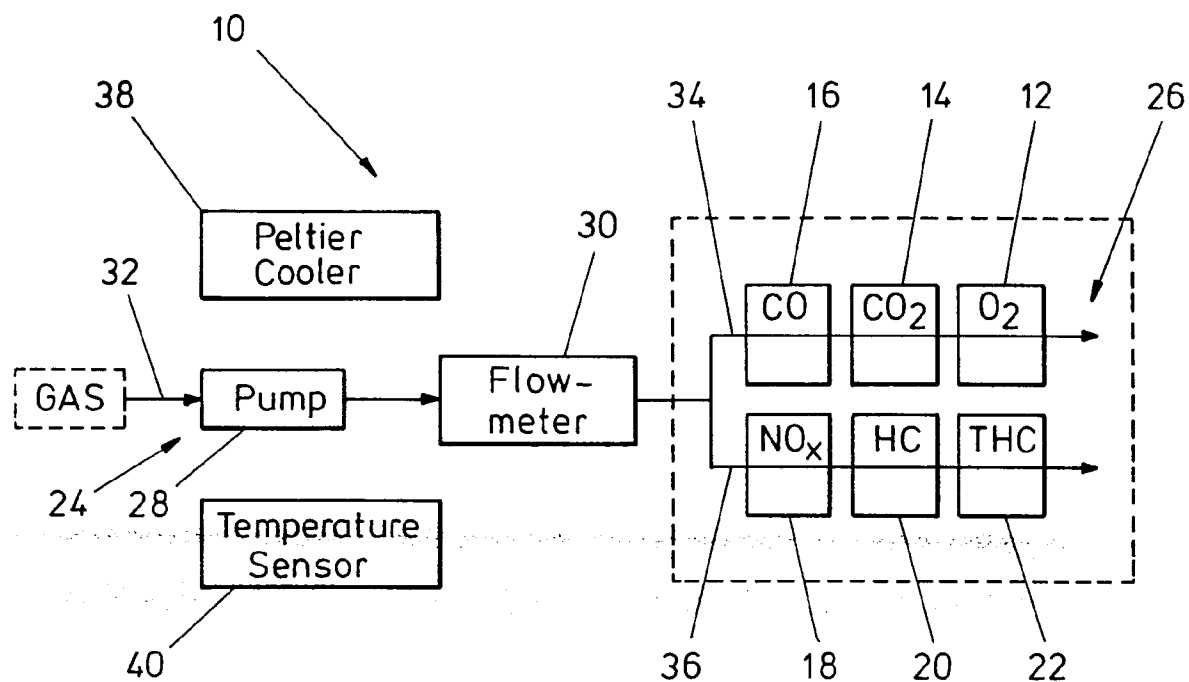 10
38
34
16
14
12
26
Peltier
Cooler
30
32
CO
CO₂
O₂
GAS
Pump
Flow-
meter
NOₓ
HC
THC
24
28
Temperature
Sensor
40
36
18
20
22